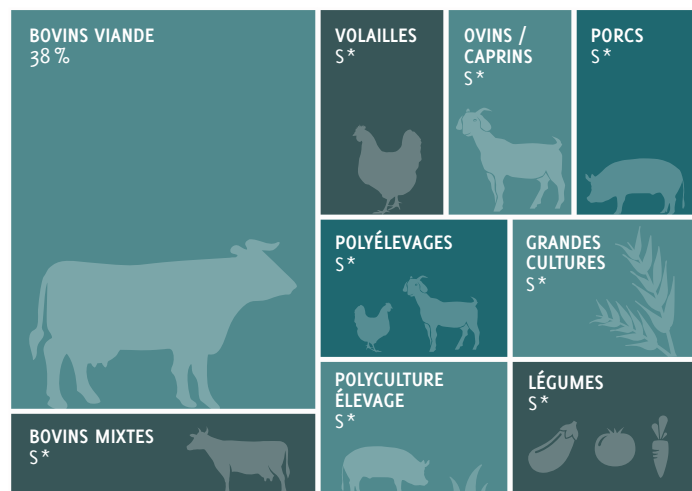 BOVINS VIANDE
38 %
VOLAILLES
S*
OVINS /
CAPRINS
S*
PORCS
S*
POLYÉLEVAGES
S*
GRANDES
CULTURES
S*
BOVINS MIXTES
S*
POLYCULTURE
ÉLEVAGE
S*
LÉGUMES
S*